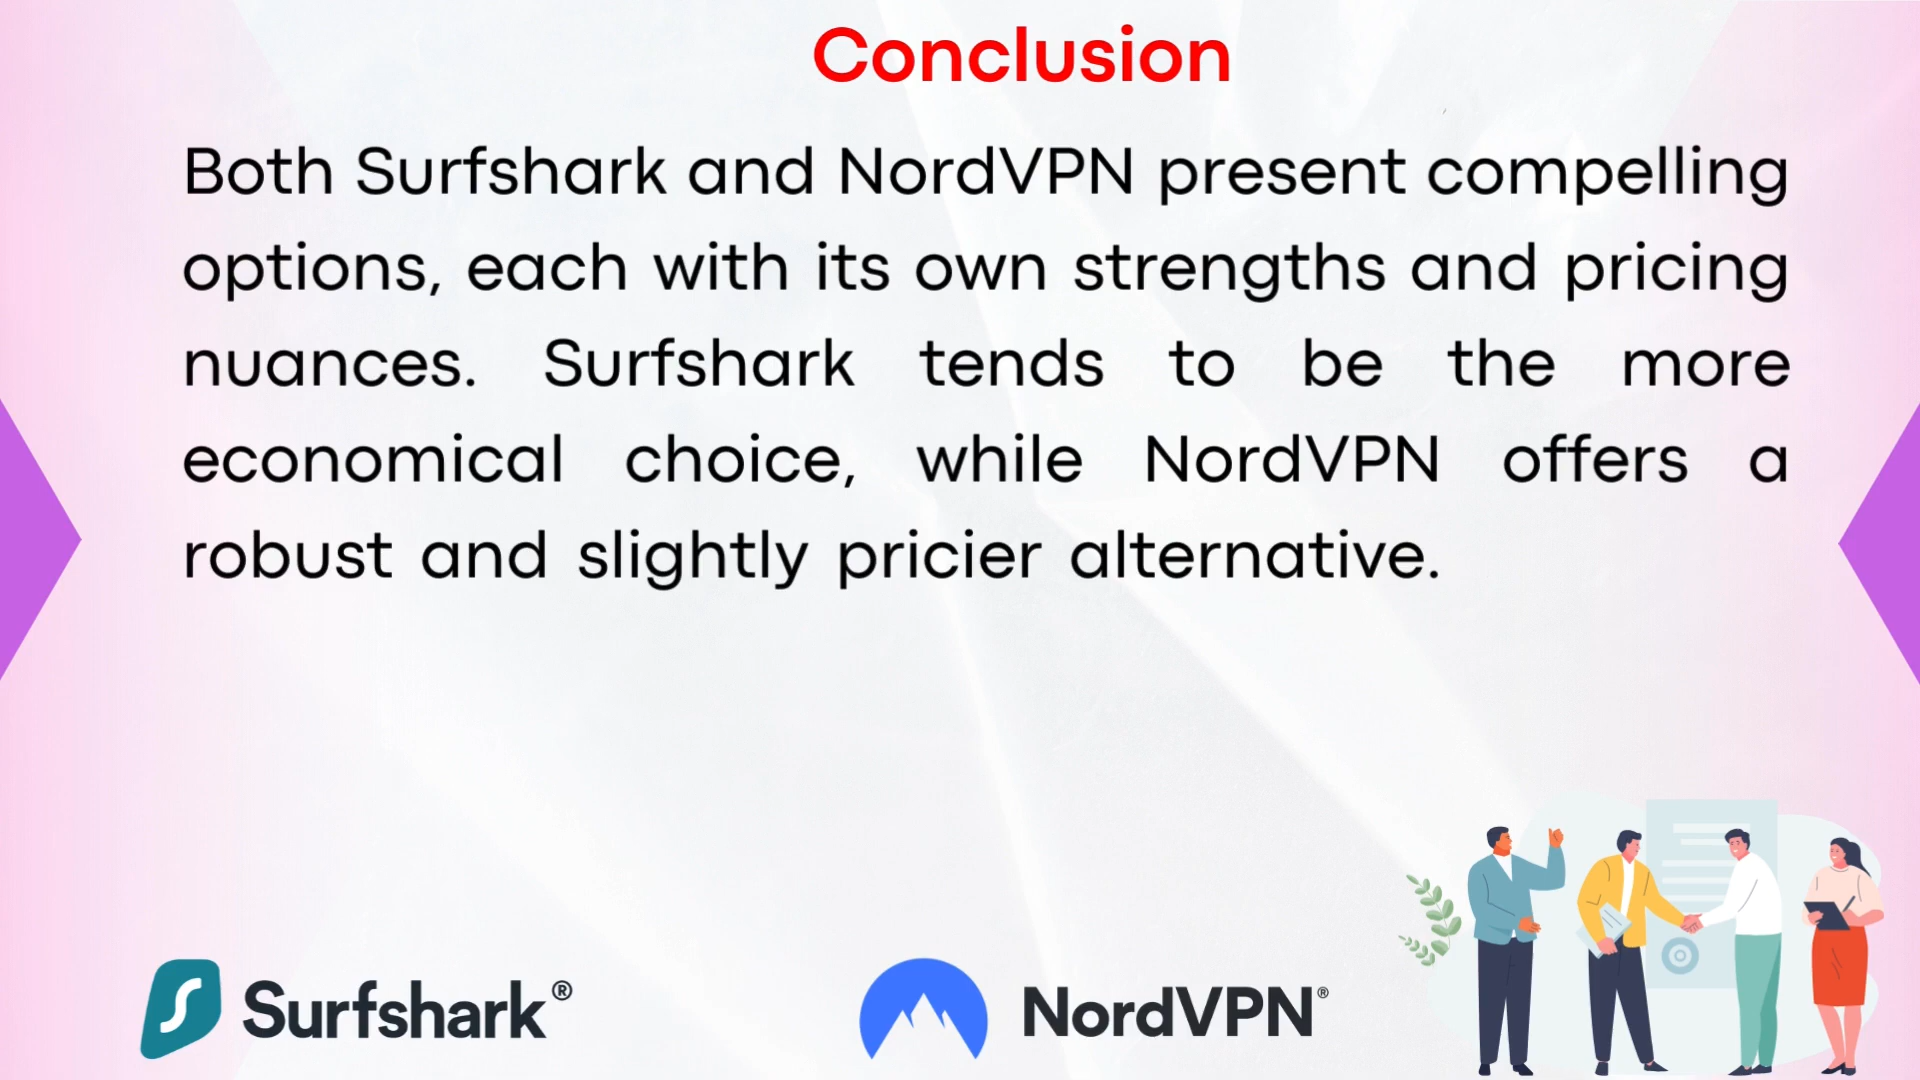 Conclusion
Both Surfshark and NordVPN present compelling
options, each with its own strengths and pricing
nuances. Surfshark tends to be the more
economical choice, while NordVPN offers a
robust and slightly pricier alternative.
Surfshark®
NordVPN®